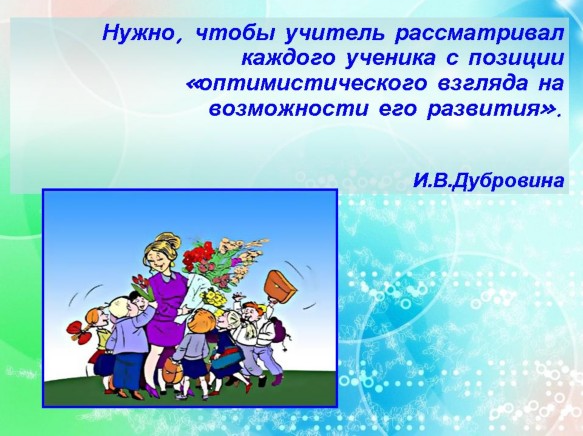 Нужно, чтобы учитель рассматривал
каждого ученика с позиции
«оптимистического взгляда на
возможности его развития».
И.В.Дубровина